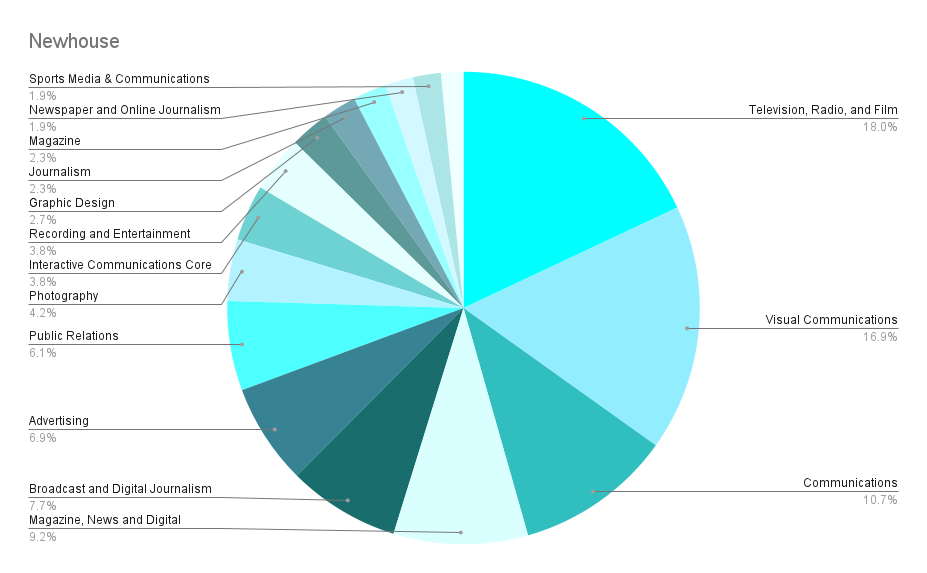 Newhouse
Sports Media & Communications
1.9%
Newspaper and Online Journalism
1.9%
Magazine
2.3%
Journalism
2.3%
Graphic Design
2.7%
Recording and Entertainment
3.8%
Interactive Communications Core
3.8%
Photography
4.2%
Public Relations
6.1%
Advertising
6.9%
Broadcast and Digital Journalism
7.7%
Magazine, News and Digital
9.2%
Television, Radio, and Film
18.0%
Visual Communications
16.9%
Communications
10.7%